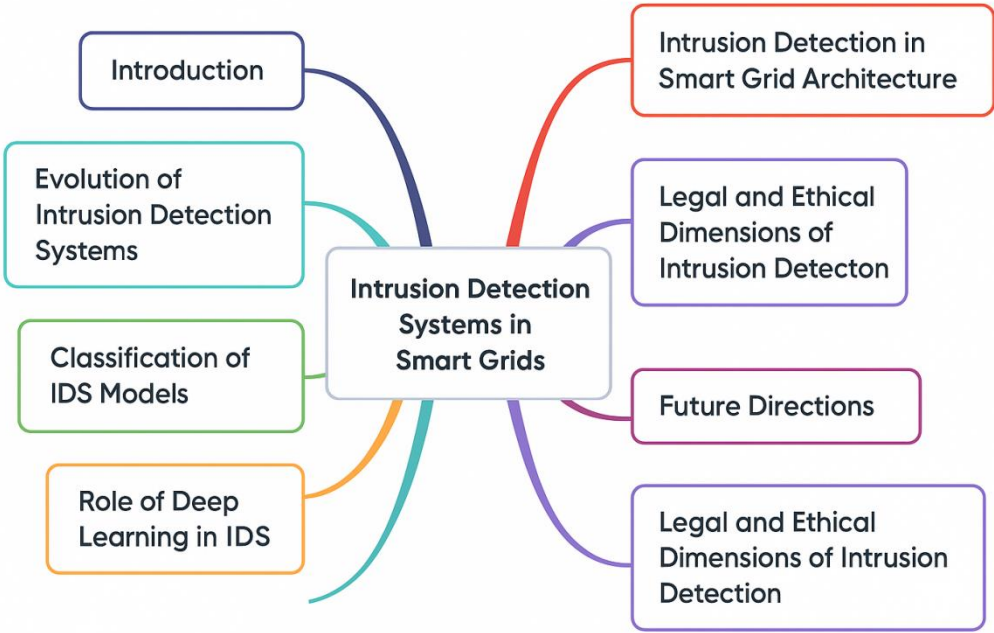 Introduction
Evolution of
Intrusion Detection
Systems
Classification of
IDS Models
Role of Deep
Learning in IDS
Intrusion Detection
Systems in
Smart Grids
Intrusion Detection in
Smart Grid Architecture
Legal and Ethical
Dimensions of
Intrusion Detecton
Future Directions
Legal and Ethical
Dimensions of Intrusion
Detection